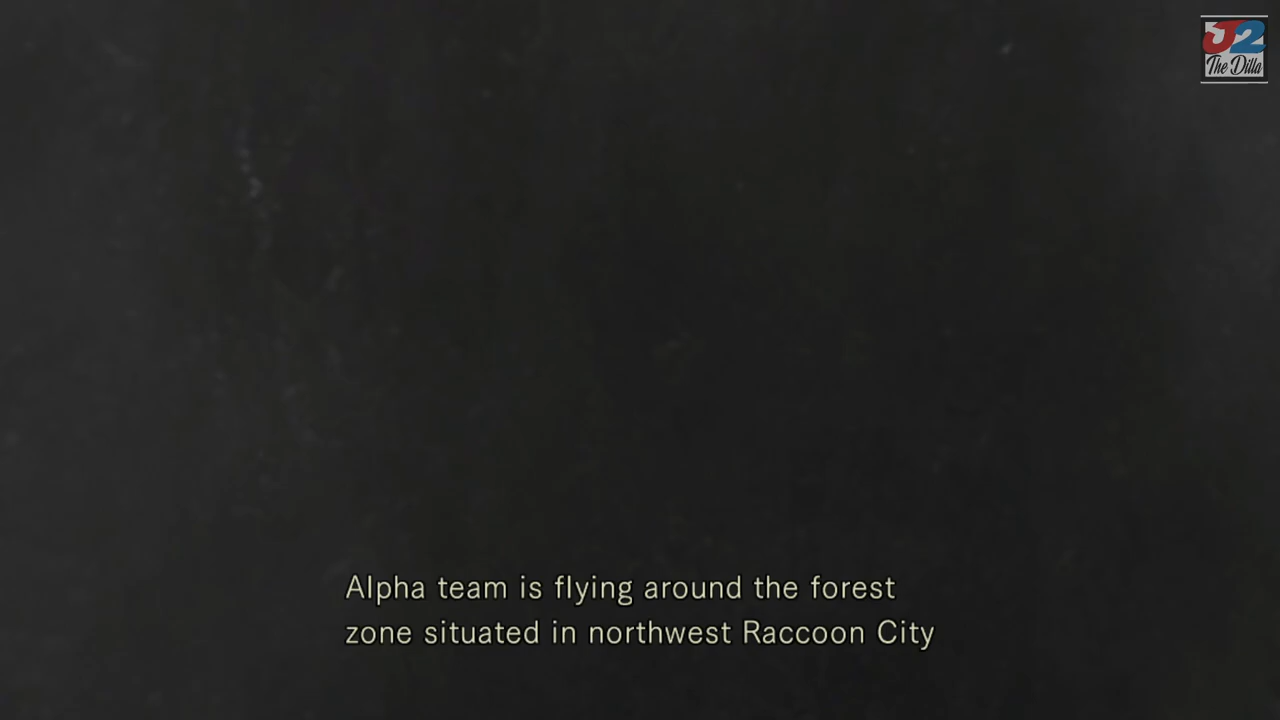 J2
The Dilla
Alpha team is flying around the forest
zone situated in northwest Raccoon City